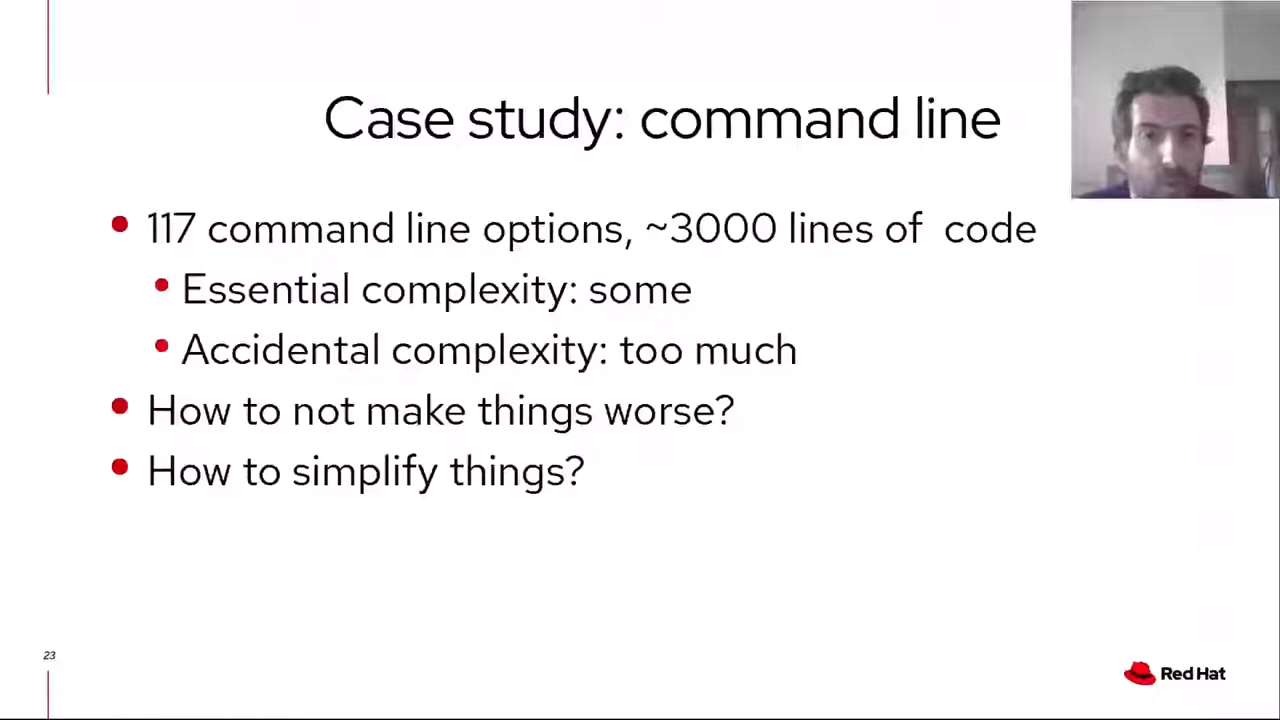 Case study: command line
117 command line options, ~3000 lines of code
Essential complexity: some
Accidental complexity: too much
How to not make things worse?
How to simplify things?
23
Red Hat